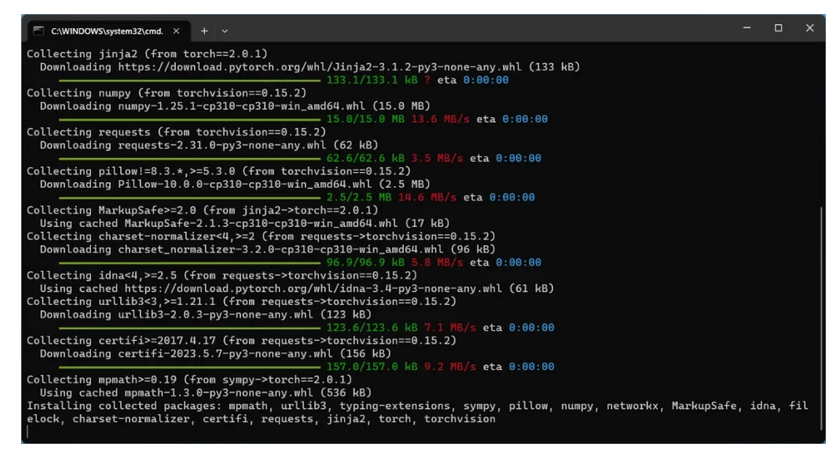 C:\WINDOWS\system32\cmd.
Collecting jinja2 (from torch==2.0.1)
Downloading https://download.pytorch.org/whl/Jinja2-3.1.2-py3-none-any.whl (133 kB)
133.1/133.1 kB ? eta 0:00:00
Collecting numpy (from torchvision==0.15.2)
Downloading numpy-1.25.1-cp310-cp310-win_amd64.whl (15.0 MB)
15.0/15.0 MB 13.6 MB/s eta 0:00:00
Collecting requests (from torchvision==0.15.2)
Downloading requests-2.31.0-py3-none-any.whl (62 kB)
62.6/62.6 kB 3.5 MB/s eta 0:00:00
Collecting pillow!=8.3.*,>=5.3.0 (from torchvision==0.15.2)
Downloading Pillow-10.0.0-cp310-cp310-win_amd64.whl (2.5 MB)
2.5/2.5 MB 14.6 MB/s eta 0:00:00
Collecting MarkupSafe>=2.0 (from jinja2->torch==2.0.1)
Using cached MarkupSafe-2.1.3-cp310-cp310-win_amd64.whl (17 kB)
Collecting charset-normalizer<4,>=2 (from requests->torchvision==0.15.2)
Downloading charset_normalizer-3.2.0-cp310-cp310-win_amd64.whl (96 kB)
96.9/96.9 kB 5.8 MB/s eta 0:00:00
Collecting idna<4,>=2.5 (from requests->torchvision==0.15.2)
Using cached https://download.pytorch.org/whl/idna-3.4-py3-none-any.whl (61 kB)
Collecting urllib3<3,>=1.21.1 (from requests->torchvision==0.15.2)
Downloading urllib3-2.0.3-py3-none-any.whl (123 kB)
123.6/123.6 kB 7.1 MB/s eta 0:00:00
Collecting certifi>=2017.4.17 (from requests->torchvision==0.15.2)
Downloading certifi-2023.5.7-py3-none-any.whl (156 kB)
157.0/157.0 kB 9.2 MB/s eta 0:00:00
Collecting mpmath>=0.19 (from sympy->torch==2.0.1)
Using cached mpmath-1.3.0-py3-none-any.whl (536 kB)
Installing collected packages: mpmath, urllib3, typing-extensions, sympy, pillow, numpy, networkx, MarkupSafe, idna, fil
elock, charset-normalizer, certifi, requests, jinja2, torch, torchvision